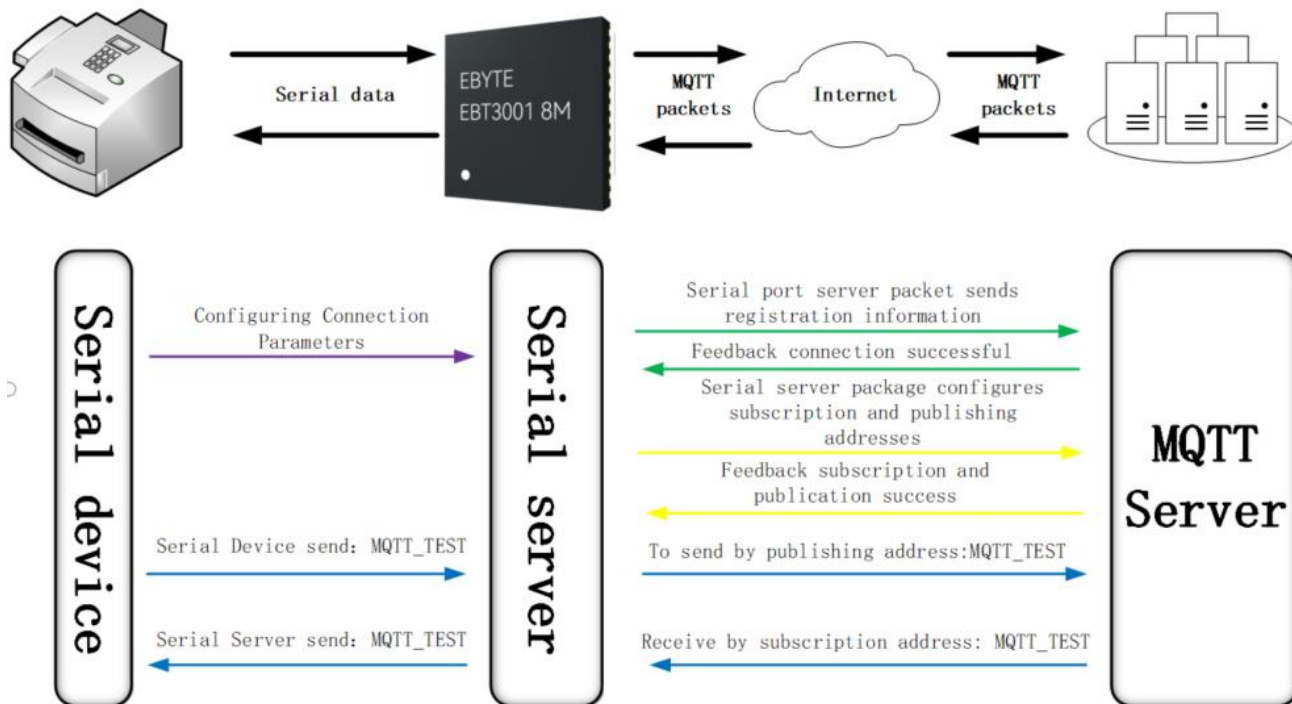 Serial data
EBYTE
EBT3001 8M
MQTT
packets
Internet
MQTT
packets
Serial device
Configuring Connection
Parameters
Serial server
Serial port server packet sends
registration information
Feedback connection successful
Serial server package configures
subscription and publishing
addresses
Feedback subscription and
publication success
MQTT
Server
Serial Device send: MQTT_TEST
To send by publishing address:MQTT_TEST
Serial Server send: MQTT_TEST
Receive by subscription address: MQTT_TEST